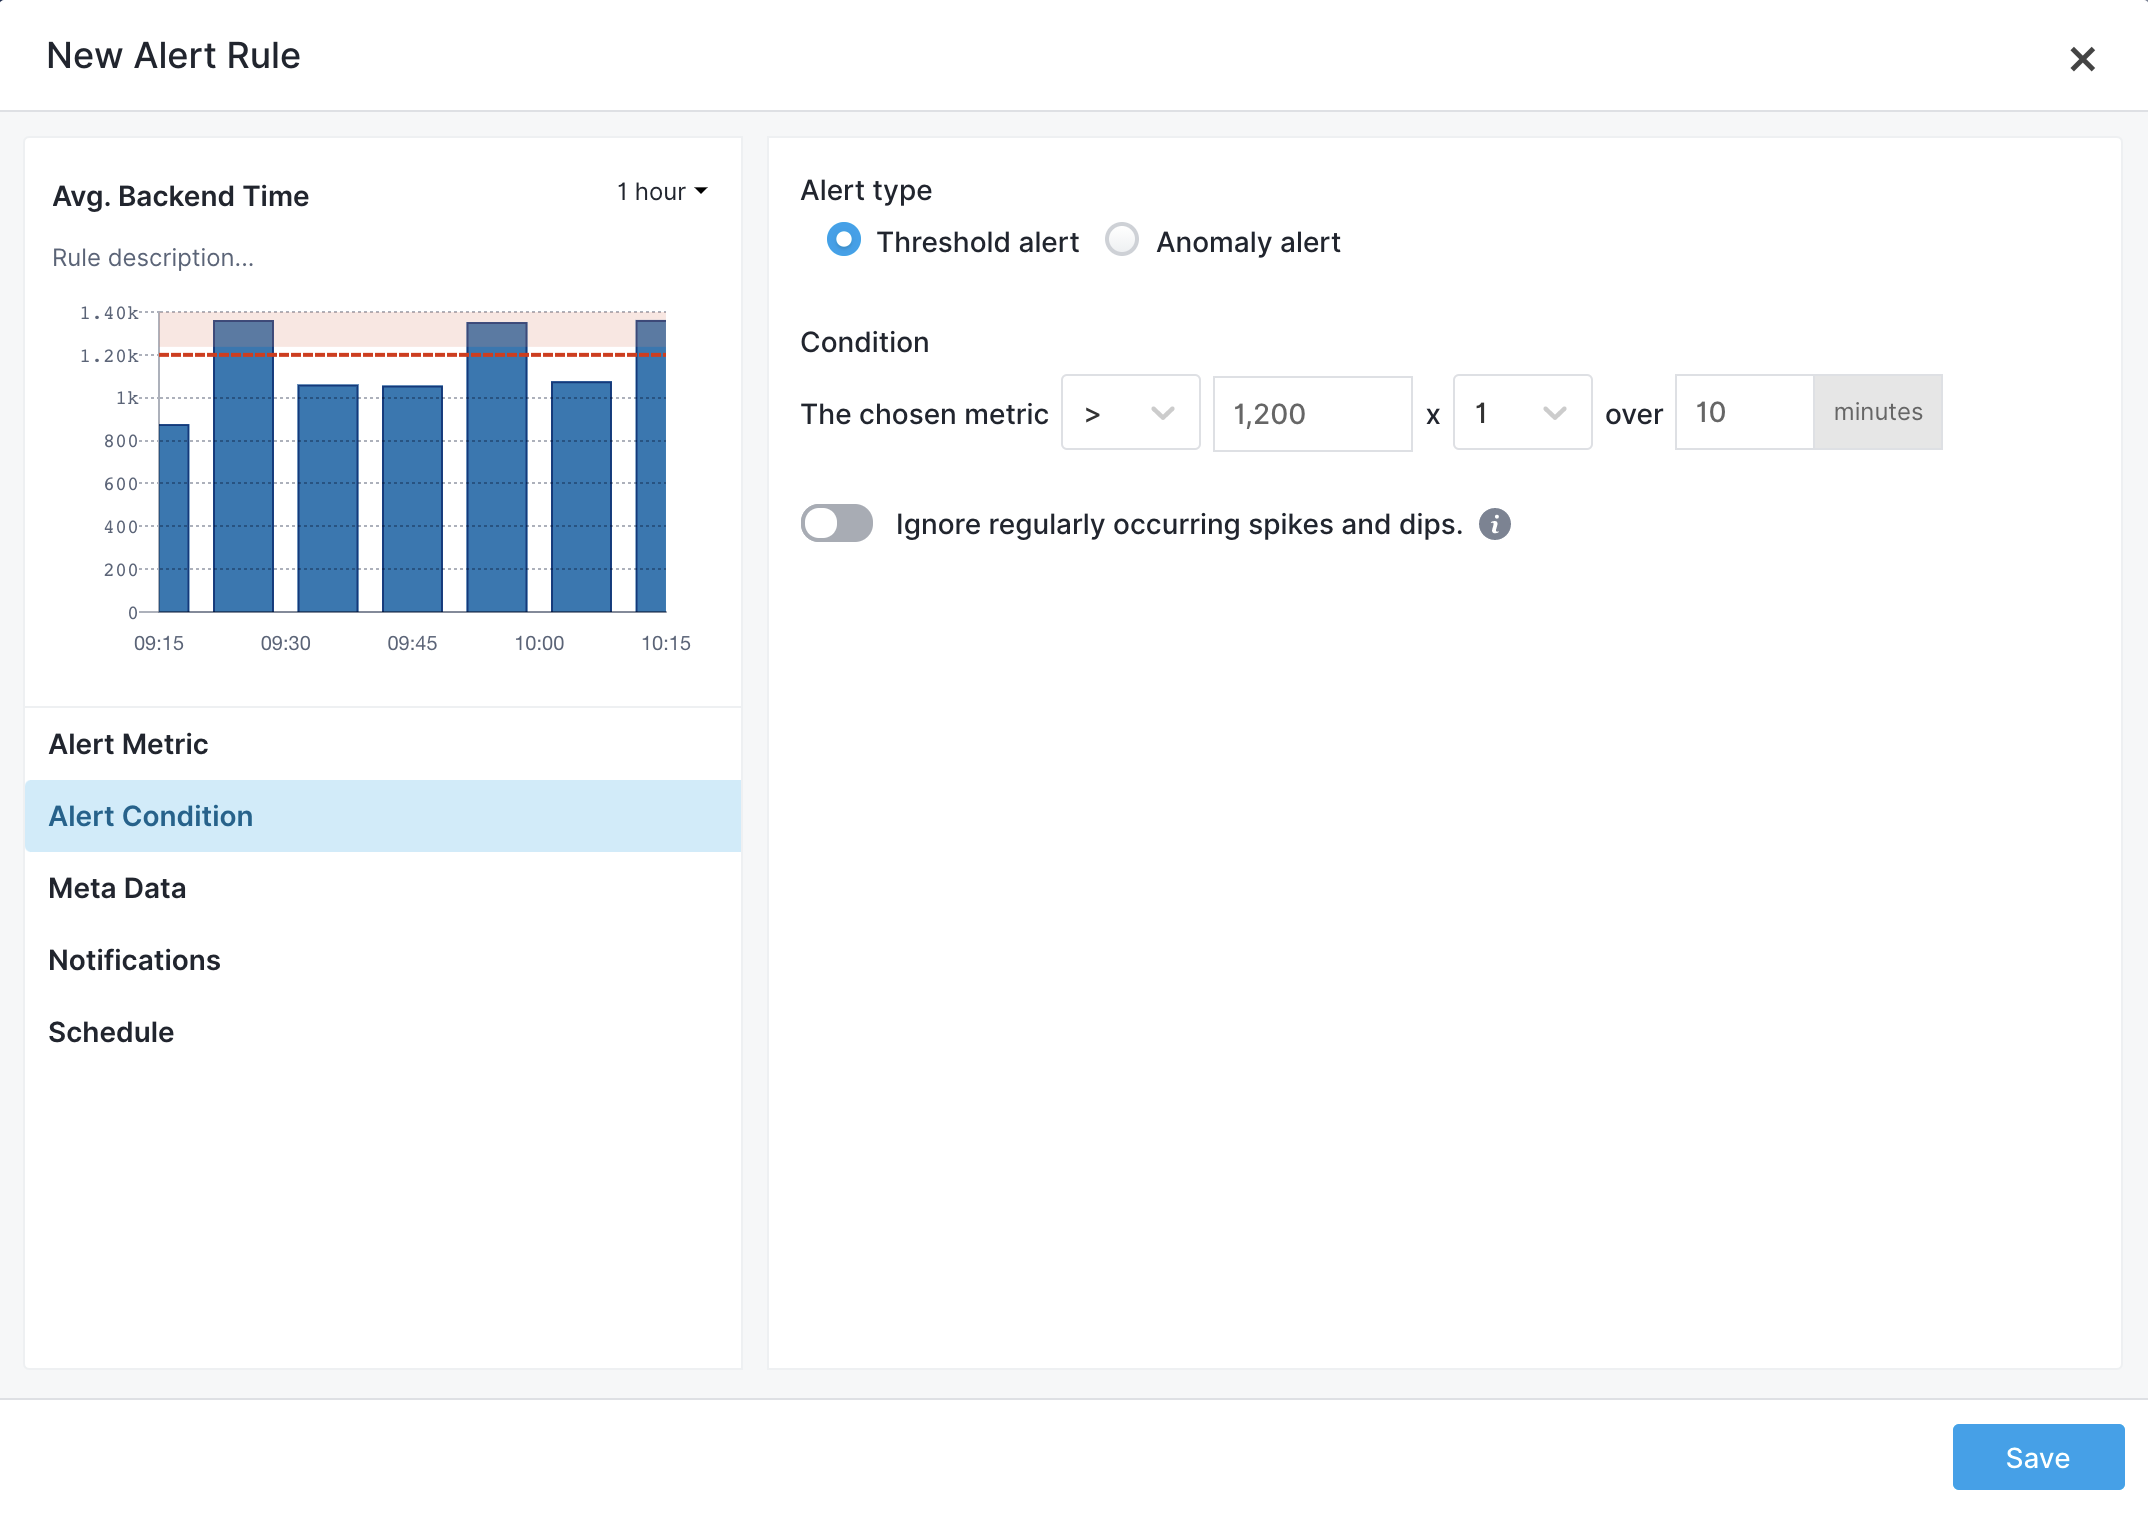 New Alert Rule
Avg. Backend Time
1 hour
Rule description...
1.40k
1.20k
1k
800
600
400
200
0
09:15 09:30 09:45 10:00 10:15
Alert Metric
Alert Condition
Meta Data
Notifications
Schedule
Alert type
Threshold alert Anomaly alert
Condition
The chosen metric > 1,200 x 1 over 10 minutes
Ignore regularly occurring spikes and dips. i
Save